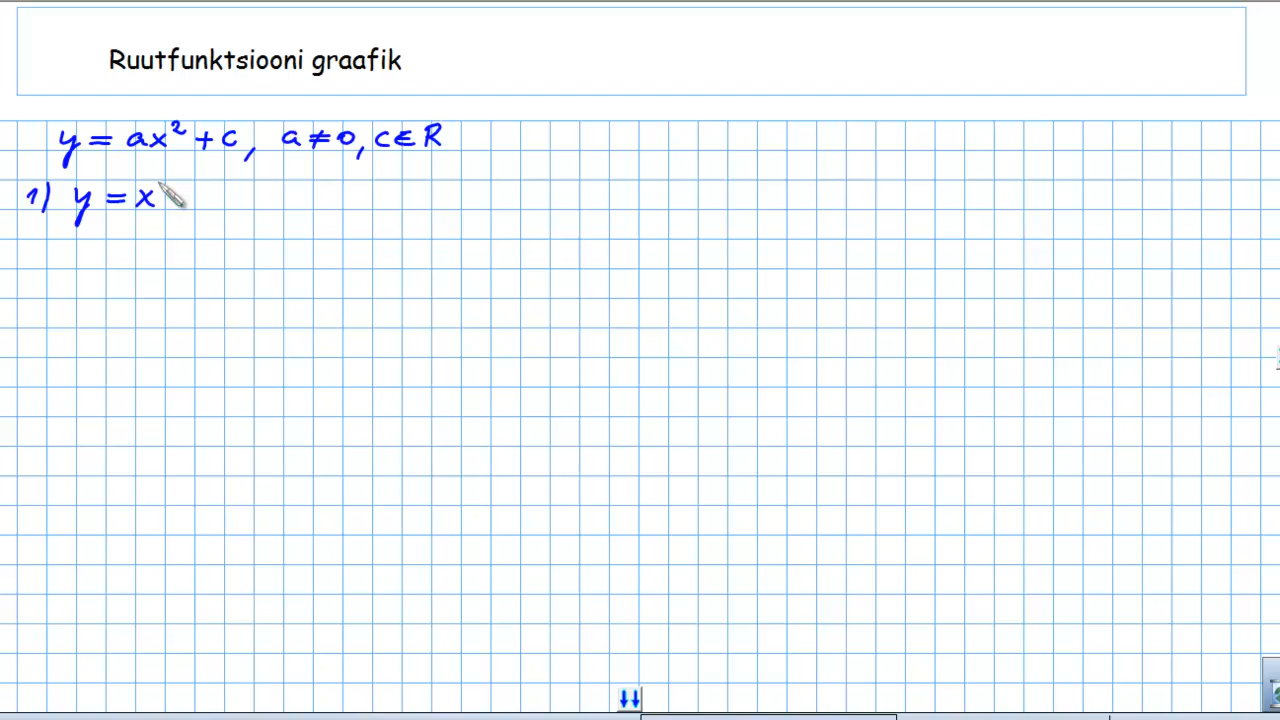 Ruutfunktsiooni graafik
y = ax² + c, a ≠ 0, c ∈ R
1) y = x